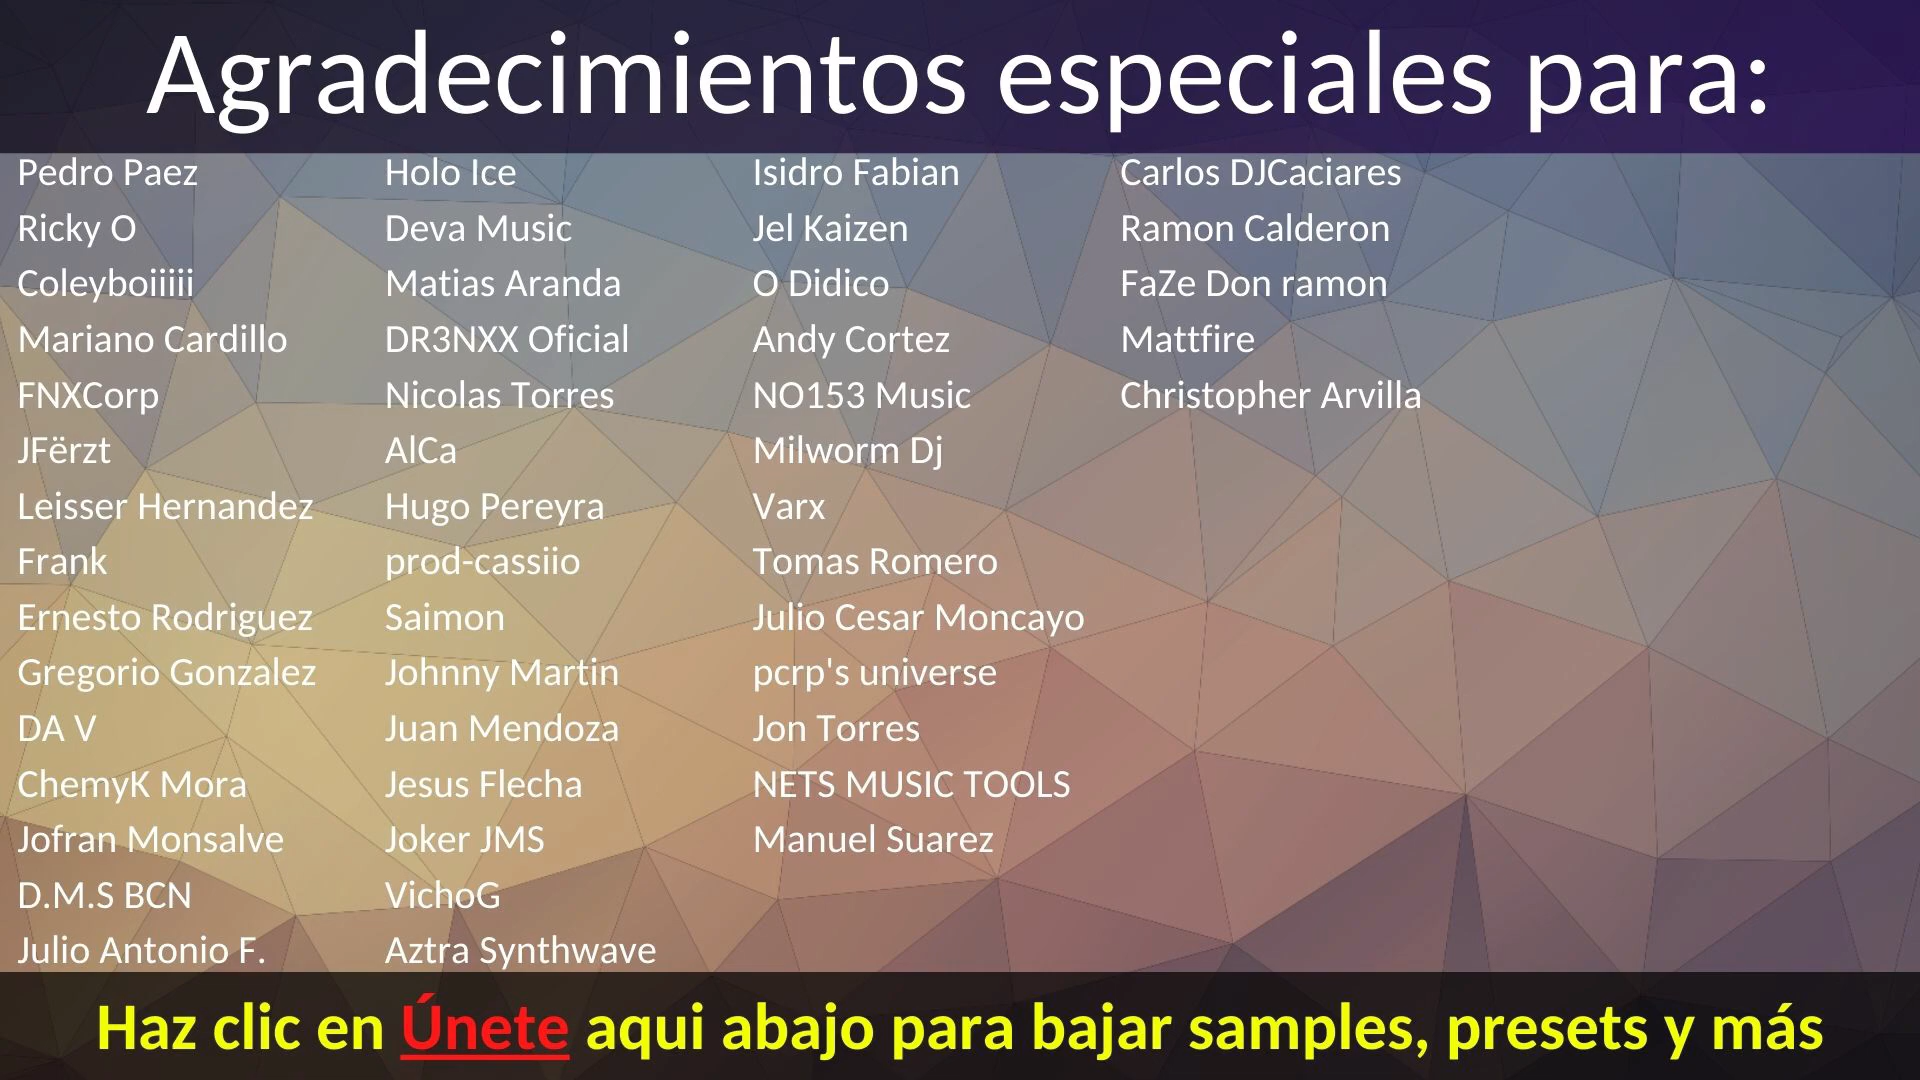 Agradecimientos especiales para:
Pedro Paez
Ricky O
Coleyboiiiii
Mariano Cardillo
FNXCorp
JFërzt
Leisser Hernandez
Frank
Ernesto Rodriguez
Gregorio Gonzalez
DA V
ChemyK Mora
Jofran Monsalve
D.M.S BCN
Julio Antonio F.
Holo Ice
Deva Music
Matias Aranda
DR3NXX Oficial
Nicolas Torres
AlCa
Hugo Pereyra
prod-cassiio
Saimon
Johnny Martin
Juan Mendoza
Jesus Flecha
Joker JMS
VichoG
Aztra Synthwave
Isidro Fabian
Jel Kaizen
O Didico
Andy Cortez
NO153 Music
Milworm Dj
Varx
Tomas Romero
Julio Cesar Moncayo
pcrp's universe
Jon Torres
NETS MUSIC TOOLS
Manuel Suarez
Carlos DJCaciares
Ramon Calderon
FaZe Don ramon
Mattfire
Christopher Arvilla
Haz clic en Únete aqui abajo para bajar samples, presets y más